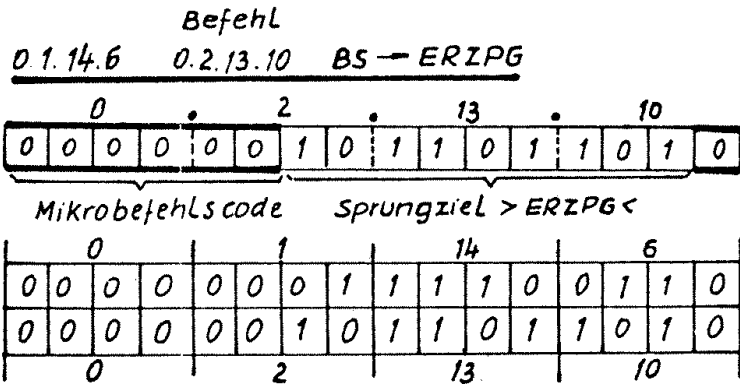 Befehl
0.1.14.6 0.2.13.10 BS — ERZPG
0 . 2 . 13 . 10
0 0 0 0 0 0 1 0 1 1 0 1 1 0 1 0
Mikrobefehlscode Sprungziel > ERZPG <
0 1 14 6
0 0 0 0 0 0 0 1 1 1 1 0 0 1 1 0
0 0 0 0 0 0 1 0 1 1 0 1 1 0 1 0
0 2 13 10